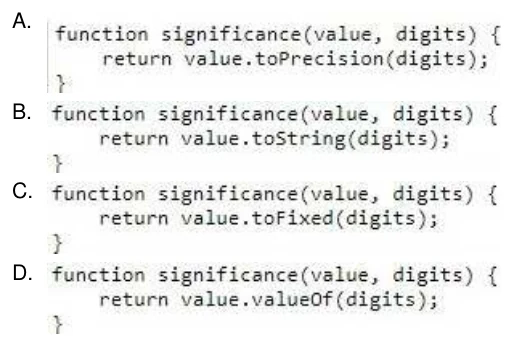 A. function significance(value, digits) {
return value.toPrecision(digits);
}
B. function significance(value, digits) {
return value.toString(digits);
}
C. function significance(value, digits) {
return value.toFixed(digits);
}
D. function significance(value, digits) {
return value.valueOf(digits);
}